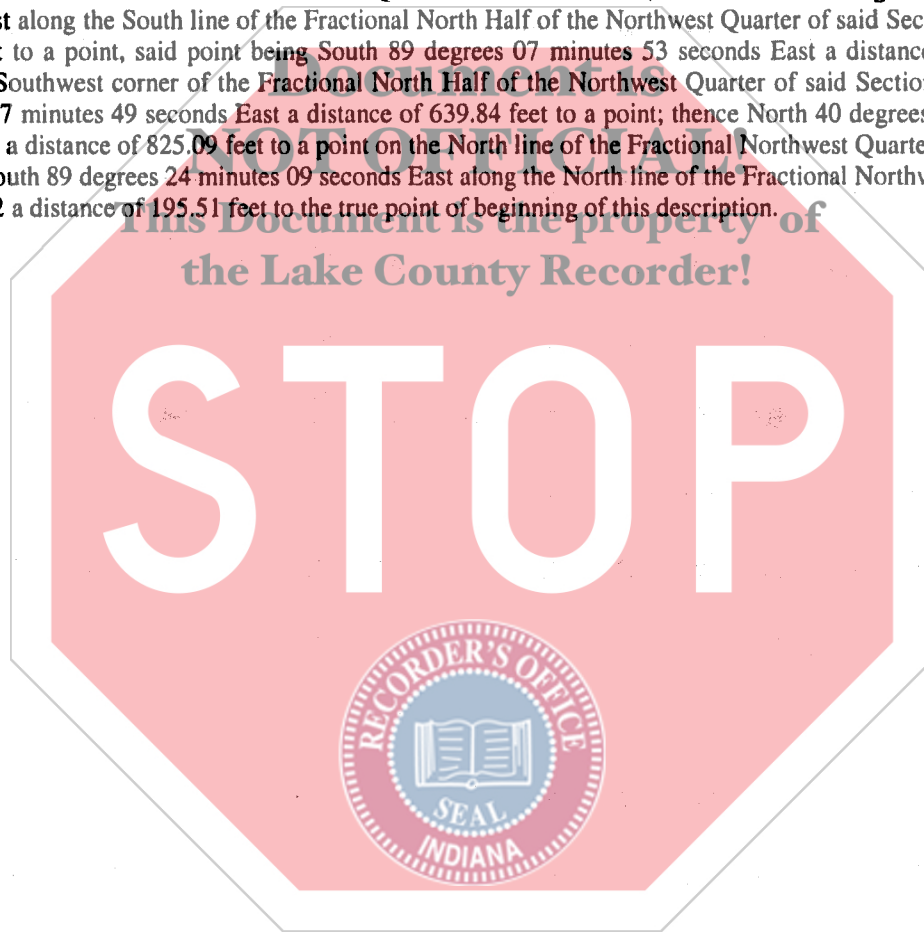 t along the South line of the Fractional North Half of the Northwest Quarter of said Sec
to a point, said point being South 89 degrees 07 minutes 53 seconds East a distance
Southwest corner of the Fractional North Half of the Northwest Quarter of said Section
7 minutes 49 seconds East a distance of 639.84 feet to a point; thence North 40 degrees
a distance of 825.09 feet to a point on the North line of the Fractional Northwest Quarte
outh 89 degrees 24 minutes 09 seconds East along the North line of the Fractional Northw
2 a distance of 195.51 feet to the true point of beginning of this description.
Document is
NOT OFFICIAL!
This Document is the property of
the Lake County Recorder!
STOP
RECORDER'S OFFICE
SEAL
INDIANA